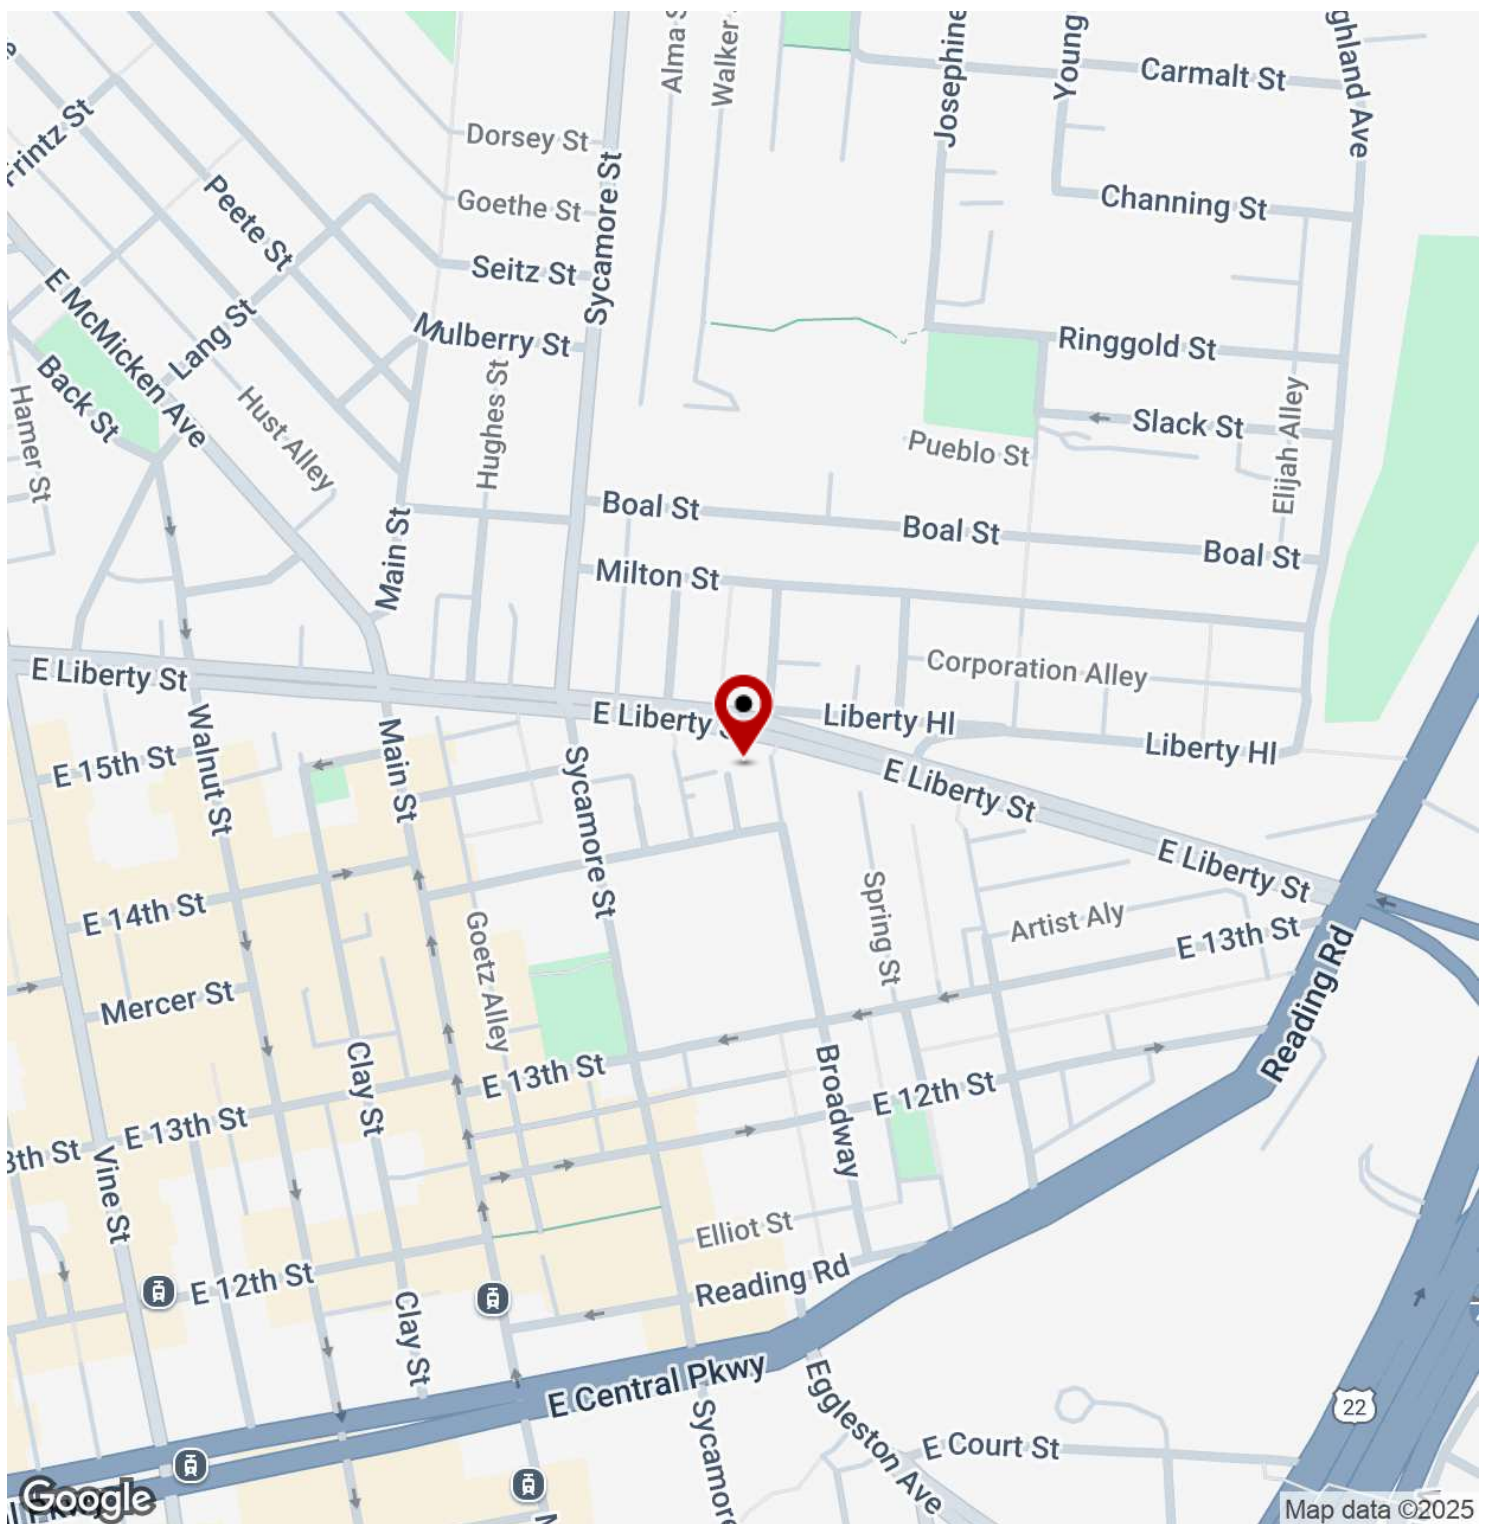 Alma S
Walker
Josephine
Young
ghland Ave
Carmalt St
Dorsey St
Frintz St
Peete St
Goethe St
Sycamore St
Channing St
Seitz St
E McMicken Ave
Lang St
Mulberry St
Ringgold St
Back St
Hamer St
Hust Alley
Hughes St
Slack St
Elijah Alley
Pueblo St
Boal St
Boal St
Boal St
Main St
Milton St
E Liberty St
Corporation Alley
E Liberty S
Liberty Hl
Liberty Hl
Walnut St
E 15th St
Main St
Sycamore St
E Liberty St
E Liberty St
E 14th St
Goetz Alley
Spring St
Artist Aly
E 13th St
Mercer St
Reading Rd
Clay St
E 13th St
Broadway
E 12th St
E 13th St
3th St
Vine St
Elliot St
E 12th St
Reading Rd
Clay St
E Central Pkwy
Eggleston Ave
22
Sycamore
E Court St
Google
l Pkwy
Map data ©2025